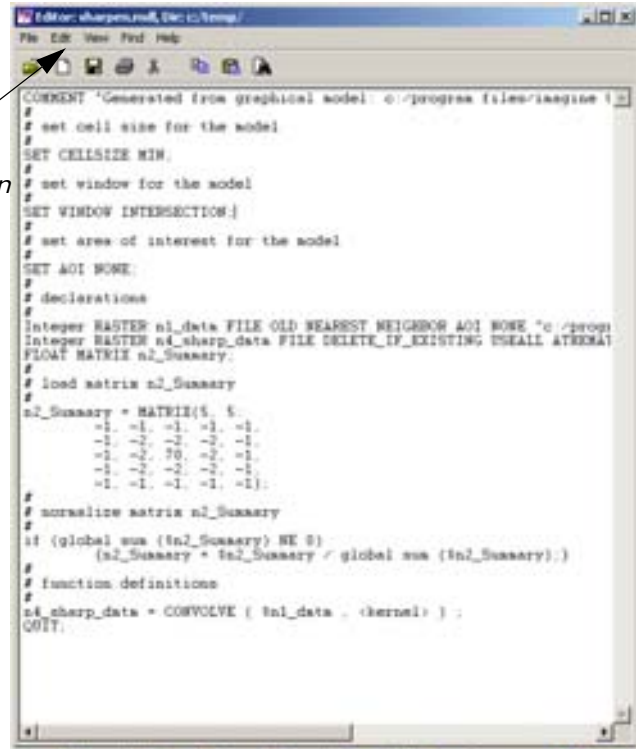 Editor: sharpen.mdl, Dir: c:/temp/
File Edit View Find Help
COMMENT "Generated from graphical model: c:/program files/imagine
#
# set cell size for the model
#
SET CELLSIZE MIN;
#
n
# set window for the model
#
SET WINDOW INTERSECTION;
#
# set area of interest for the model
#
SET AOI NONE;
#
# declarations
#
Integer RASTER n1_data FILE OLD NEAREST NEIGHBOR AOI NONE "c:/progr
Integer RASTER n4_sharp_data FILE DELETE_IF_EXISTING USEALL ATHEMAT
FLOAT MATRIX n2_Summary;
#
# load matrix n2_Summary
#
n2_Summary = MATRIX(5, 5:
-1, -1, -1, -1, -1,
-1, -2, -2, -2, -1,
-1, -2, 70, -2, -1,
-1, -2, -2, -2, -1,
-1, -1, -1, -1, -1);
#
# normalize matrix n2_Summary
#
if (global sum ($n2_Summary) NE 0)
{n2_Summary = $n2_Summary / global sum ($n2_Summary);}
#
# function definitions
#
n4_sharp_data = CONVOLVE ( $n1_data , <kernel> ) ;
QUIT;